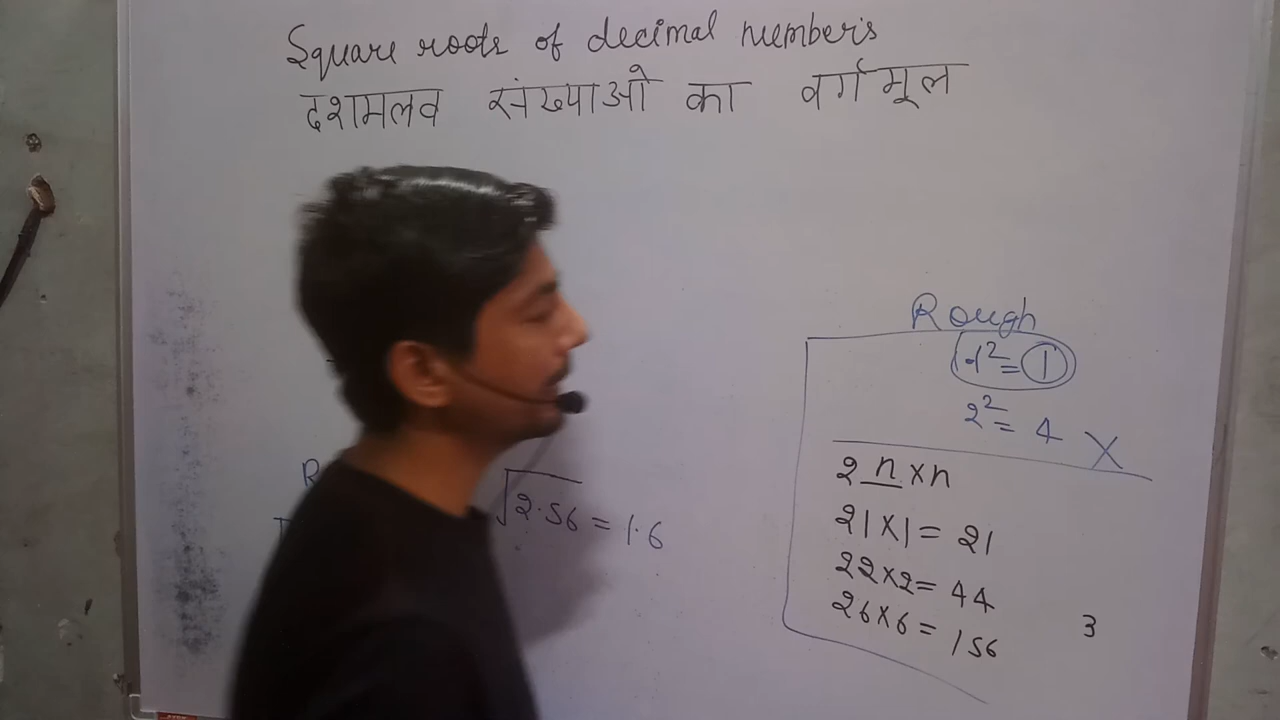 Square roots of decimal number's
दशमलव संख्याओ का वर्गमूल
Rough
1² = 1
2² = 4 X
2 n × n
21×1 = 21
22×2 = 44
26×6 = 156
3
√2.56 = 1.6